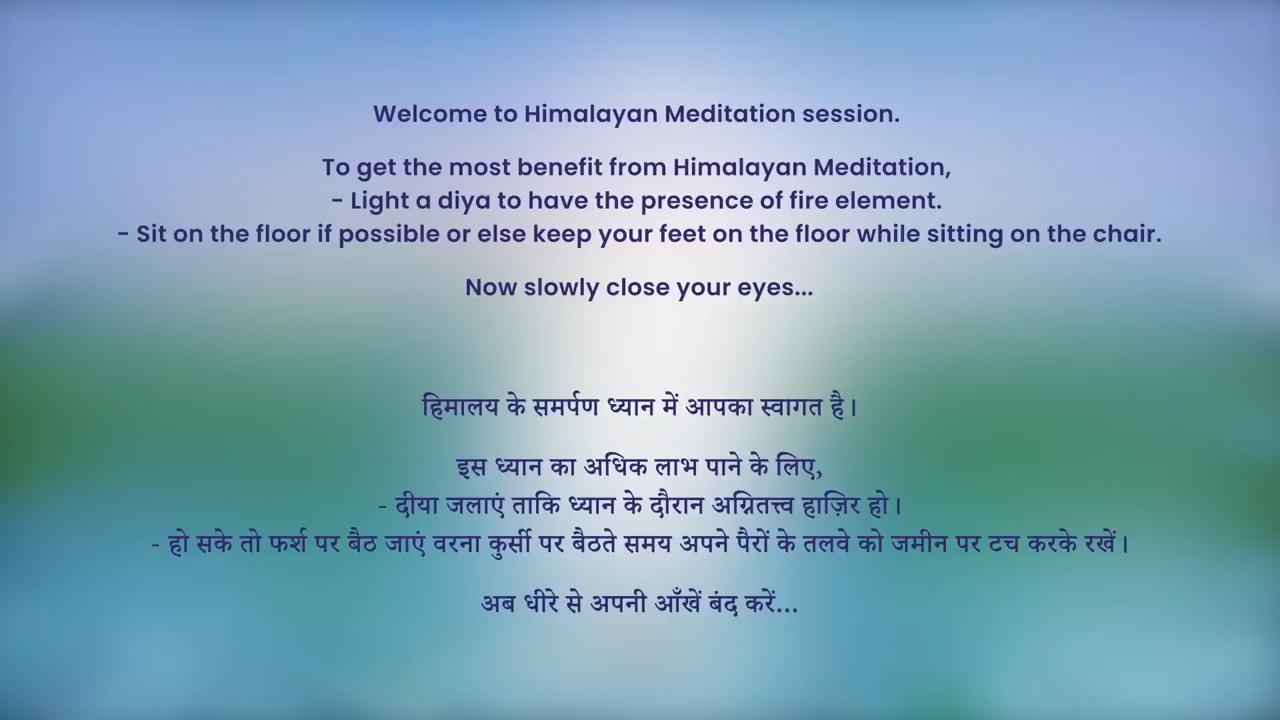 Welcome to Himalayan Meditation session.
To get the most benefit from Himalayan Meditation,
- Light a diya to have the presence of fire element.
- Sit on the floor if possible or else keep your feet on the floor while sitting on the chair.
Now slowly close your eyes...
हिमालय के समर्पण ध्यान में आपका स्वागत है।
इस ध्यान का अधिक लाभ पाने के लिए,
- दीया जलाएं ताकि ध्यान के दौरान अग्नितत्त्व हाज़िर हो।
- हो सके तो फर्श पर बैठ जाएं वरना कुर्सी पर बैठते समय अपने पैरों के तलवे को जमीन पर टच करके रखें।
अब धीरे से अपनी आँखें बंद करें...